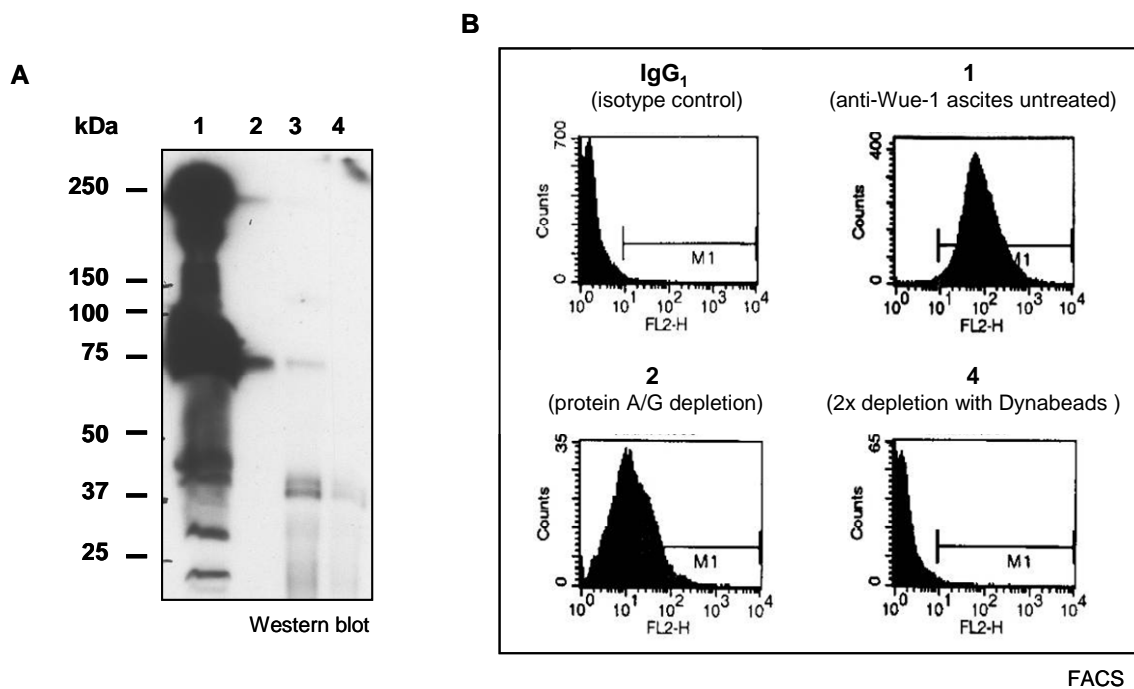 A
kDa 1 2 3 4
250
150
100
75
50
37
25
Western blot
B
IgG1
(isotype control)
700
Counts
0
M1
10^0 10^1 10^2 10^3 10^4
FL2-H
1
(anti-Wue-1 ascites untreated)
400
Counts
0
M1
10^0 10^1 10^2 10^3 10^4
FL2-H
2
(protein A/G depletion)
35
Counts
0
M1
10^0 10^1 10^2 10^3 10^4
FL2-H
4
(2x depletion with Dynabeads )
65
Counts
0
M1
10^0 10^1 10^2 10^3 10^4
FL2-H
FACS